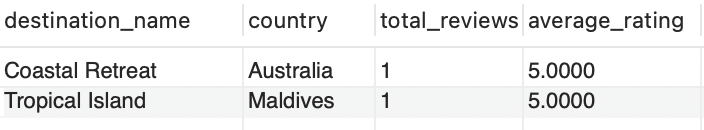 destination_name country total_reviews average_rating
Coastal Retreat Australia 1 5.0000
Tropical Island Maldives 1 5.0000